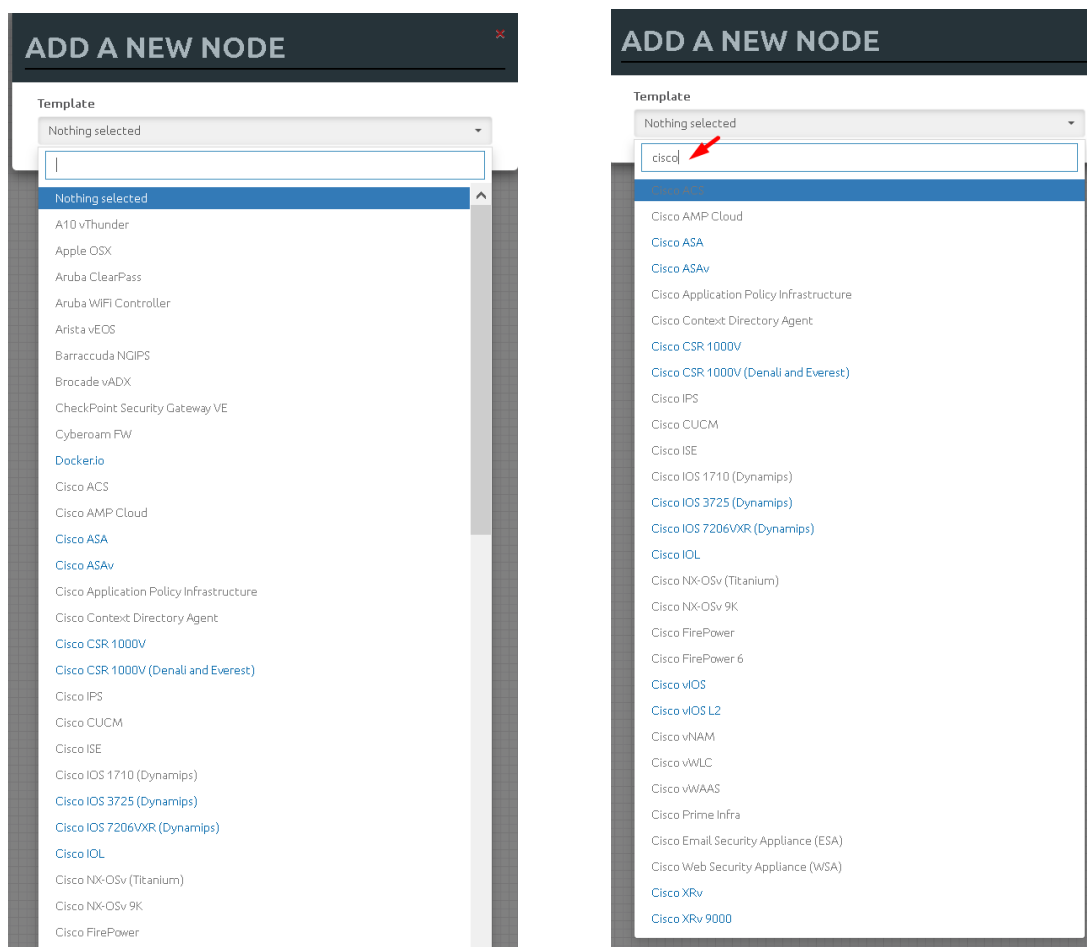 ADD A NEW NODE
Template
Nothing selected
Nothing selected
A10 vThunder
Apple OSX
Aruba ClearPass
Aruba WiFi Controller
Arista vEOS
Barraccuda NGIPS
Brocade vADX
CheckPoint Security Gateway VE
Cyberoam FW
Docker.io
Cisco ACS
Cisco AMP Cloud
Cisco ASA
Cisco ASAv
Cisco Application Policy Infrastructure
Cisco Context Directory Agent
Cisco CSR 1000V
Cisco CSR 1000V (Denali and Everest)
Cisco IPS
Cisco CUCM
Cisco ISE
Cisco IOS 1710 (Dynamips)
Cisco IOS 3725 (Dynamips)
Cisco IOS 7206VXR (Dynamips)
Cisco IOL
Cisco NX-OSv (Titanium)
Cisco NX-OSv 9K
Cisco FirePower
ADD A NEW NODE
Template
Nothing selected
cisco
Cisco ACS
Cisco AMP Cloud
Cisco ASA
Cisco ASAv
Cisco Application Policy Infrastructure
Cisco Context Directory Agent
Cisco CSR 1000V
Cisco CSR 1000V (Denali and Everest)
Cisco IPS
Cisco CUCM
Cisco ISE
Cisco IOS 1710 (Dynamips)
Cisco IOS 3725 (Dynamips)
Cisco IOS 7206VXR (Dynamips)
Cisco IOL
Cisco NX-OSv (Titanium)
Cisco NX-OSv 9K
Cisco FirePower
Cisco FirePower 6
Cisco vIOS
Cisco vIOS L2
Cisco vNAM
Cisco vWLC
Cisco vWAAS
Cisco Prime Infra
Cisco Email Security Appliance (ESA)
Cisco Web Security Appliance (WSA)
Cisco XRv
Cisco XRv 9000